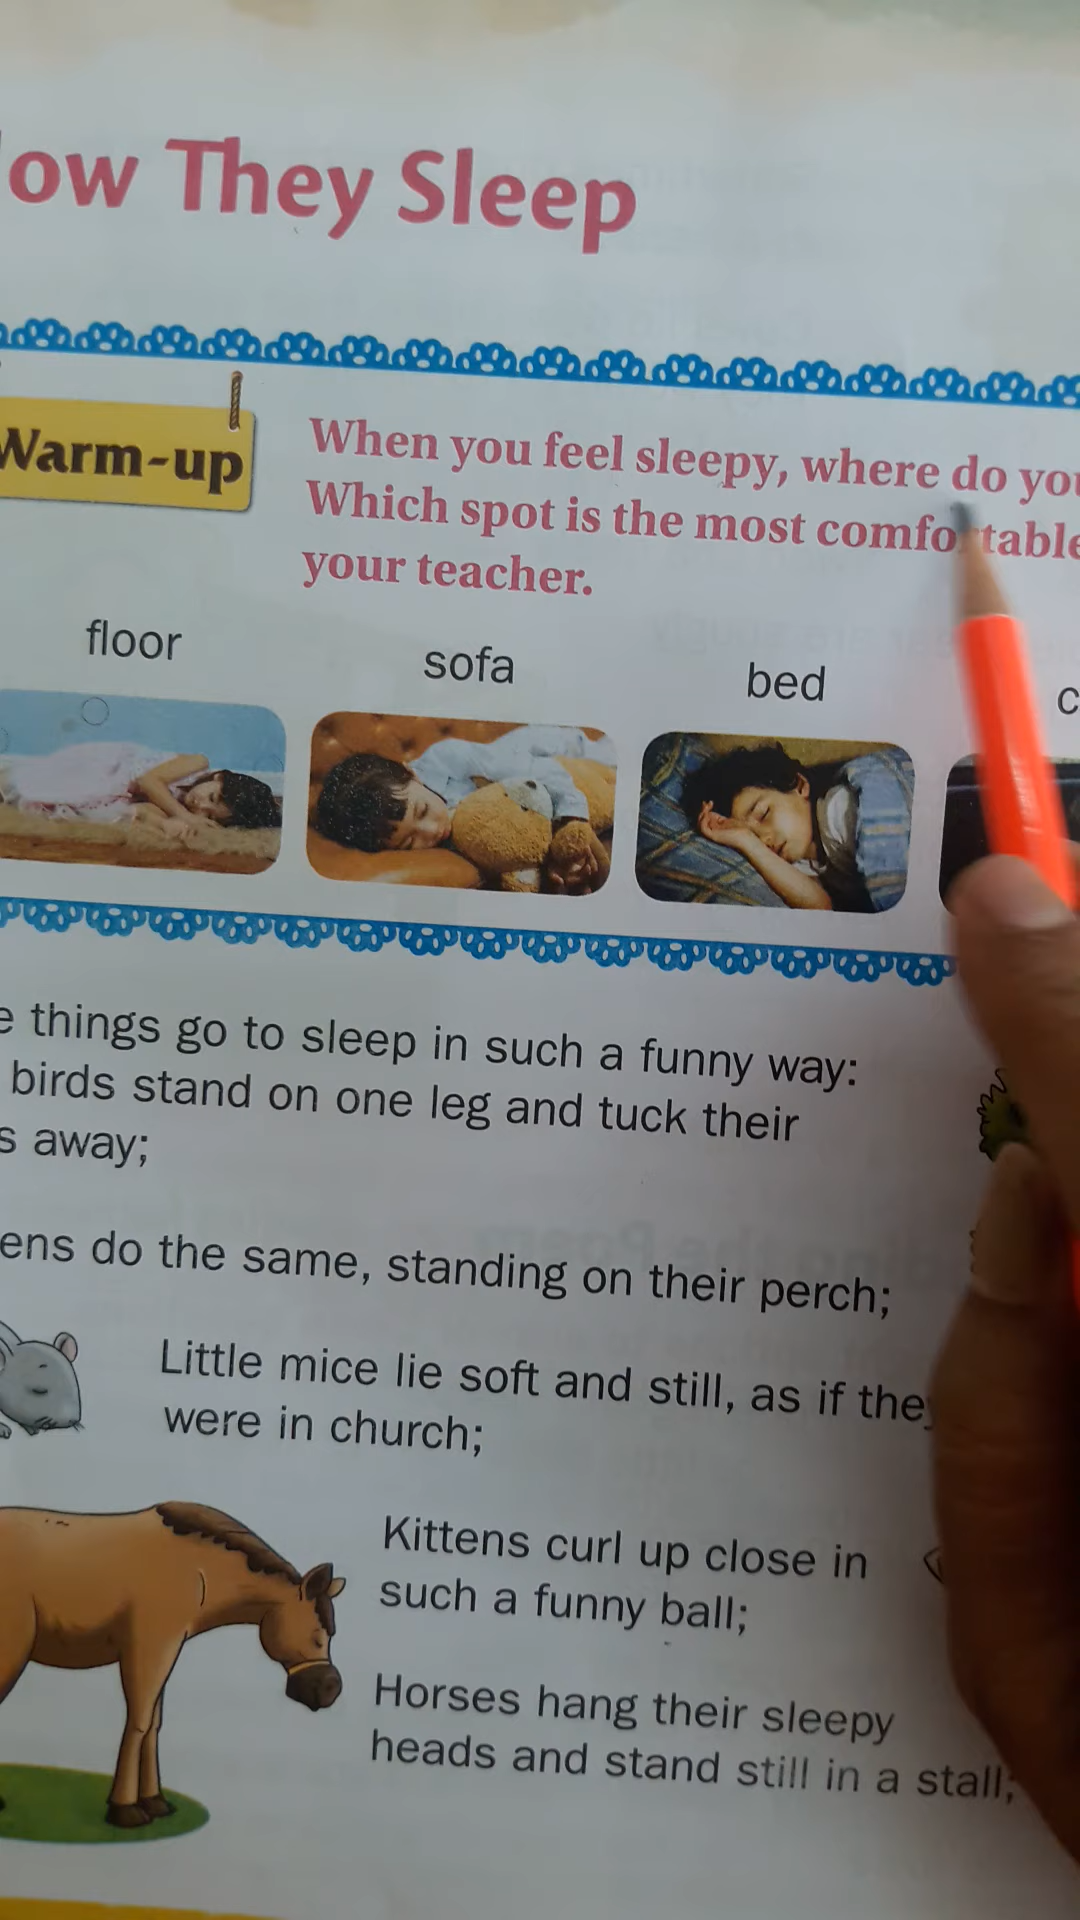 ow They Sleep
Warm-up
When you feel sleepy, where do you
Which spot is the most comfortable
your teacher.
floor
sofa
bed
things go to sleep in such a funny way:
birds stand on one leg and tuck their
away;
ens do the same, standing on their perch;
Little mice lie soft and still, as if they
were in church;
Kittens curl up close in
such a funny ball;
Horses hang their sleepy
heads and stand still in a stall;